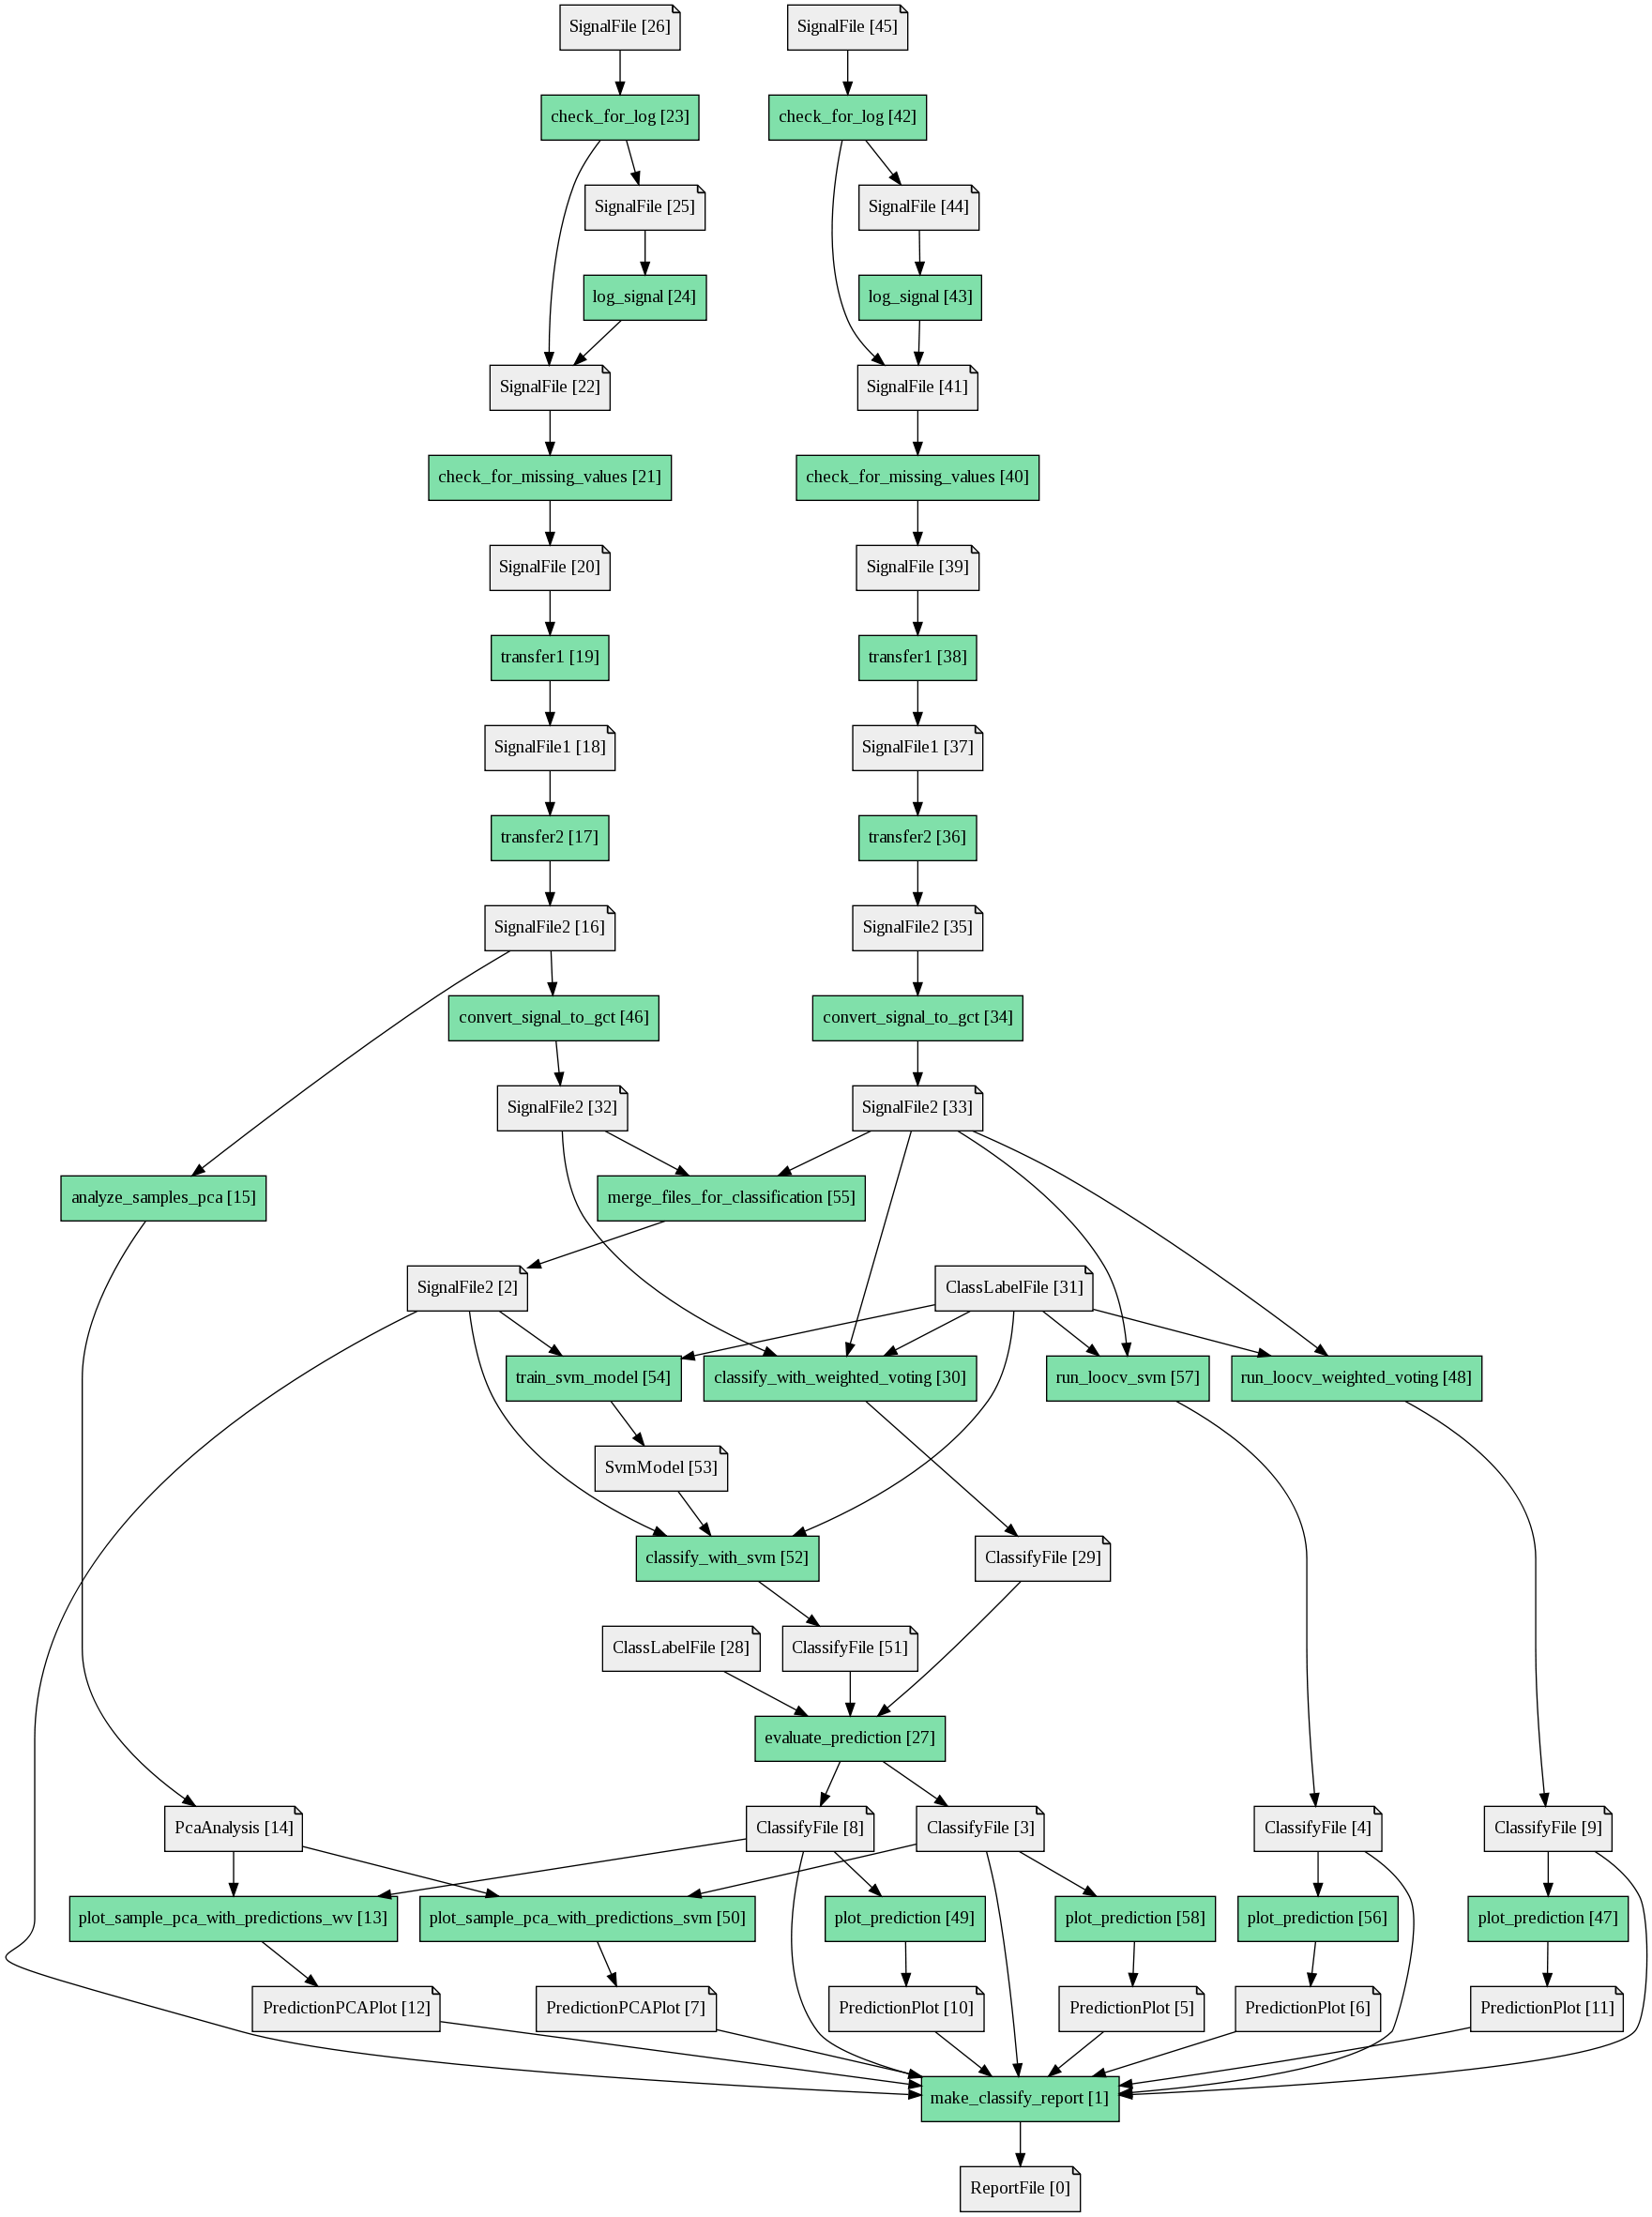 SignalFile [26]
SignalFile [45]
check_for_log [23]
check_for_log [42]
SignalFile [25]
SignalFile [44]
log_signal [24]
log_signal [43]
SignalFile [22]
SignalFile [41]
check_for_missing_values [21]
check_for_missing_values [40]
SignalFile [20]
SignalFile [39]
transfer1 [19]
transfer1 [38]
SignalFile1 [18]
SignalFile1 [37]
transfer2 [17]
transfer2 [36]
SignalFile2 [16]
SignalFile2 [35]
convert_signal_to_gct [46]
convert_signal_to_gct [34]
SignalFile2 [32]
SignalFile2 [33]
analyze_samples_pca [15]
merge_files_for_classification [55]
SignalFile2 [2]
ClassLabelFile [31]
train_svm_model [54]
classify_with_weighted_voting [30]
run_loocv_svm [57]
run_loocv_weighted_voting [48]
SvmModel [53]
classify_with_svm [52]
ClassifyFile [29]
ClassLabelFile [28]
ClassifyFile [51]
evaluate_prediction [27]
PcaAnalysis [14]
ClassifyFile [8]
ClassifyFile [3]
ClassifyFile [4]
ClassifyFile [9]
plot_sample_pca_with_predictions_wv [13]
plot_sample_pca_with_predictions_svm [50]
plot_prediction [49]
plot_prediction [58]
plot_prediction [56]
plot_prediction [47]
PredictionPCAPlot [12]
PredictionPCAPlot [7]
PredictionPlot [10]
PredictionPlot [5]
PredictionPlot [6]
PredictionPlot [11]
make_classify_report [1]
ReportFile [0]